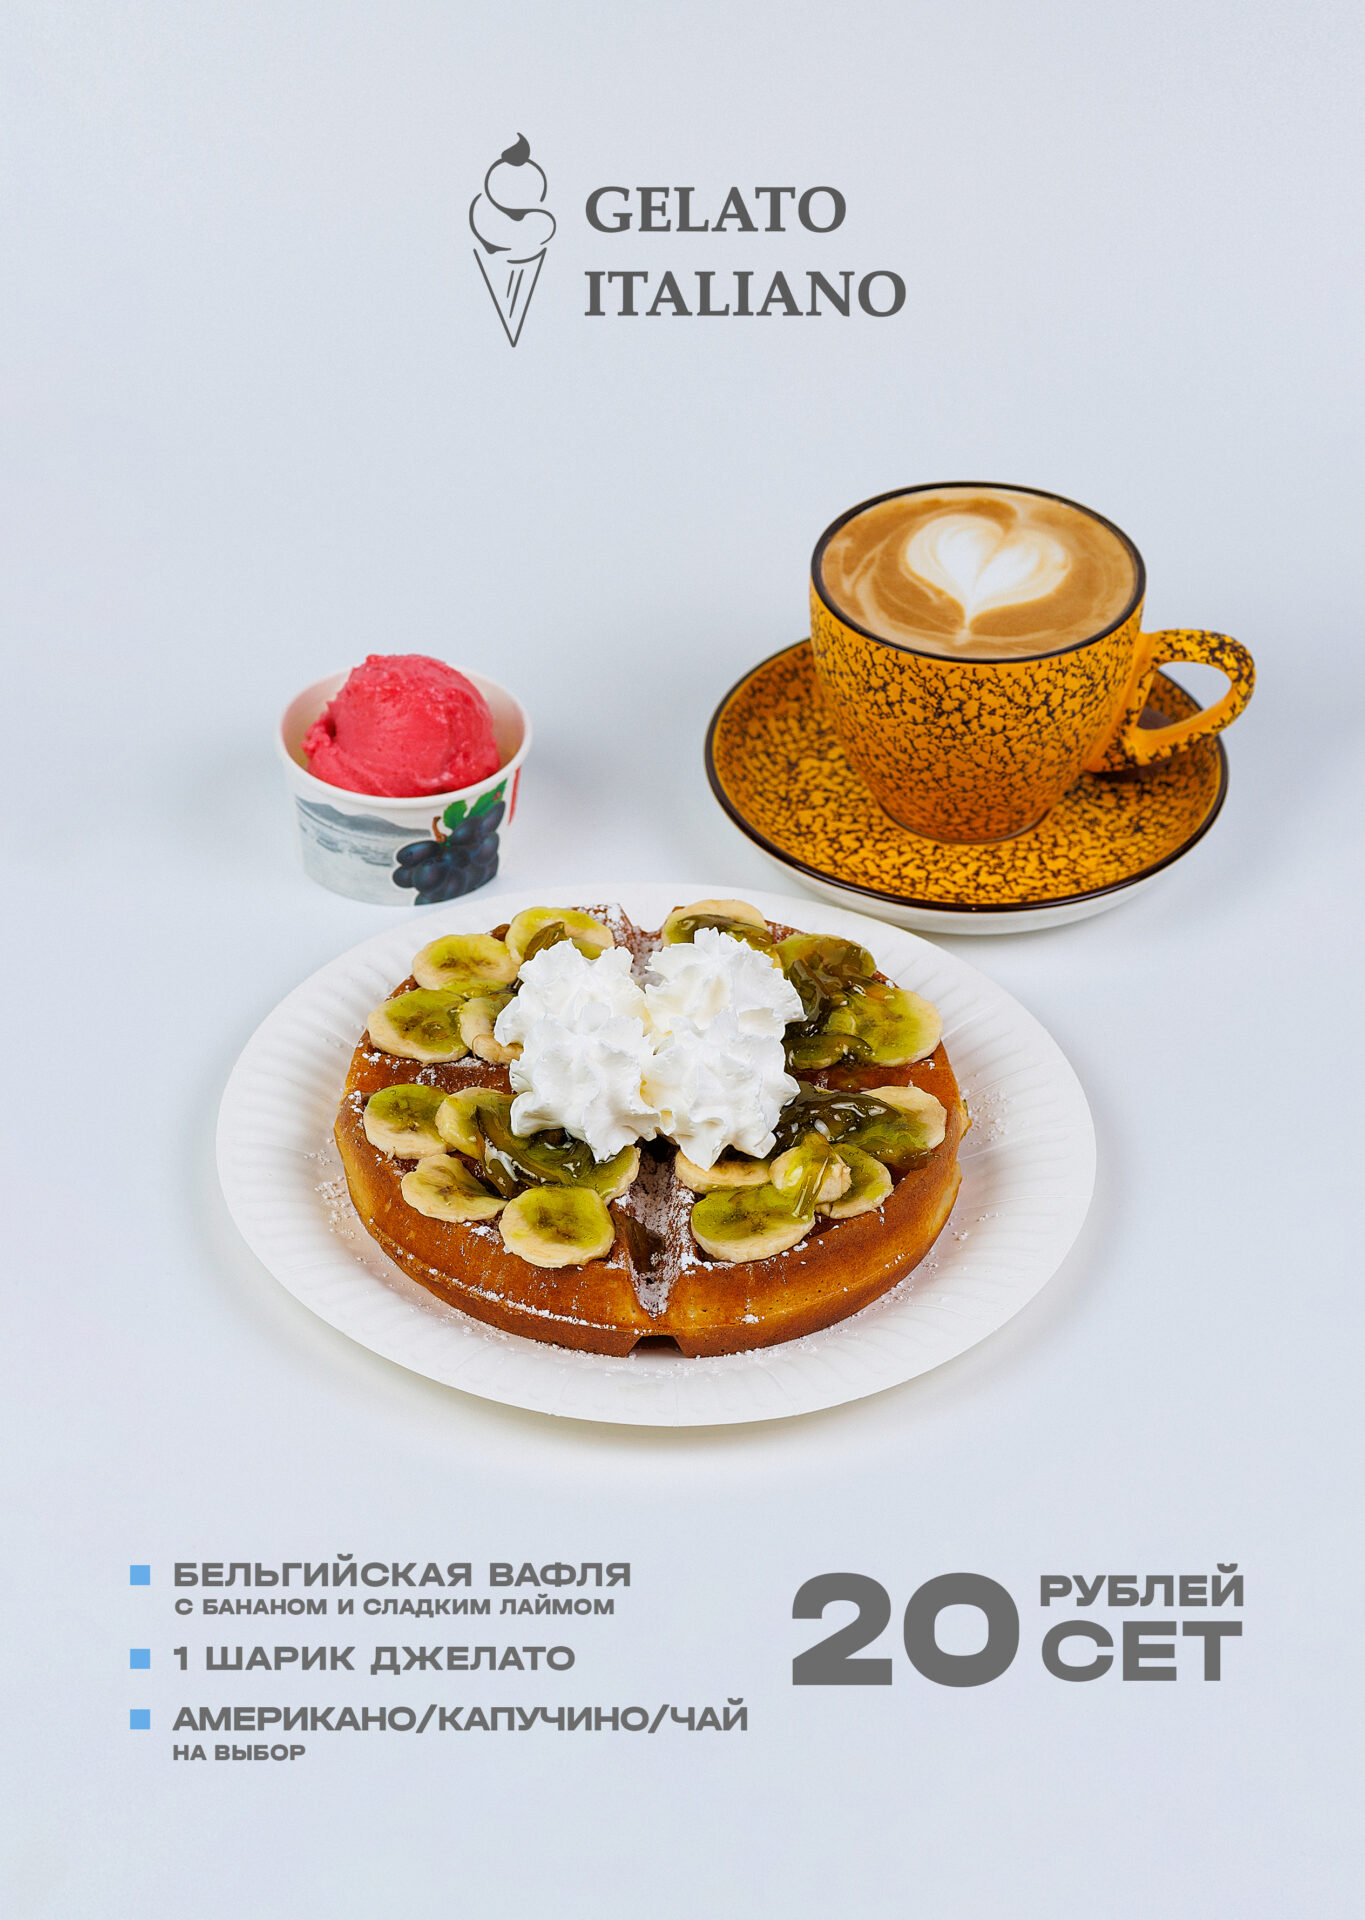 GELATO
ITALIANO
БЕЛЬГИЙСКАЯ ВАФЛЯ
С БАНАНОМ И СЛАДКИМ ЛАЙМОМ
1 ШАРИК ДЖЕЛАТО
АМЕРИКАНО/КАПУЧИНО/ЧАЙ
НА ВЫБОР
20 РУБЛЕЙ
СЕТ